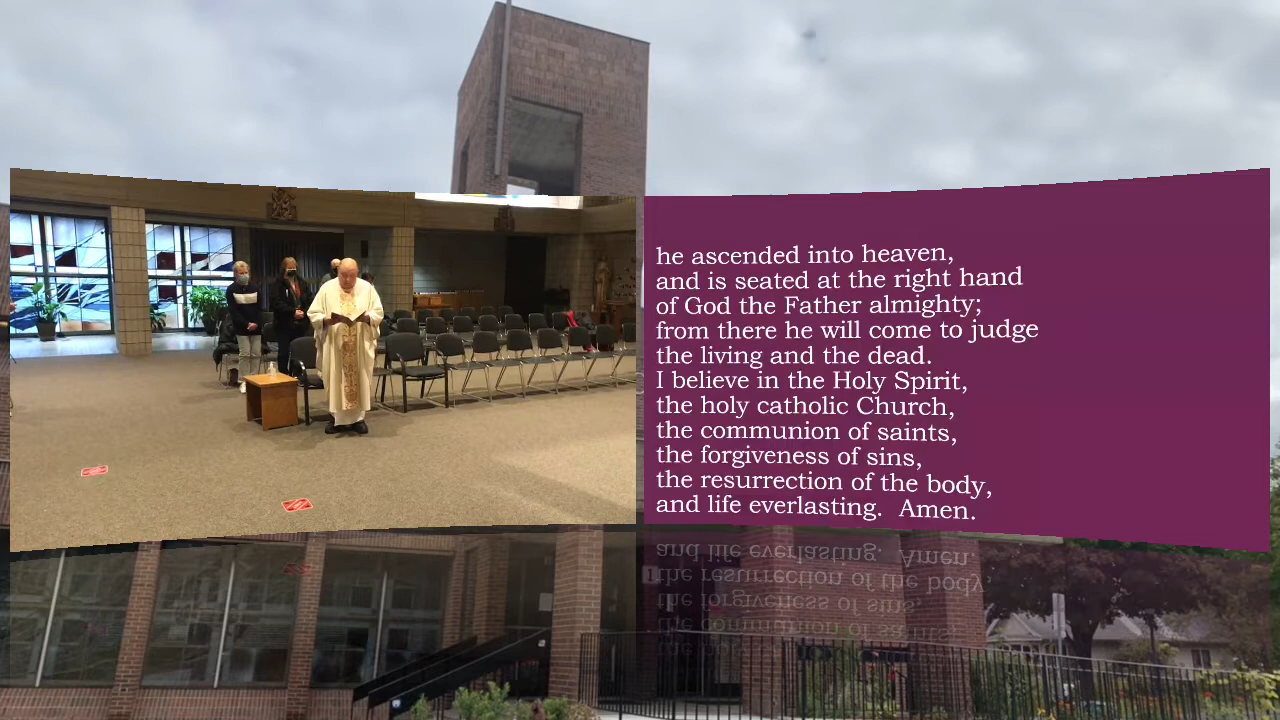 he ascended into heaven,
and is seated at the right hand
of God the Father almighty;
from there he will come to judge
the living and the dead.
I believe in the Holy Spirit,
the holy catholic Church,
the communion of saints,
the forgiveness of sins,
the resurrection of the body,
and life everlasting.  Amen.